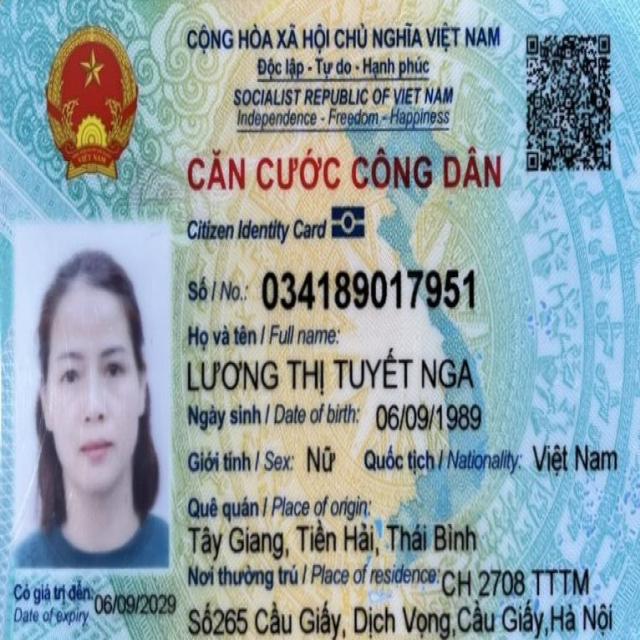 CỘNG HÒA XÃ HỘI CHỦ NGHĨA VIỆT NAM
Độc lập - Tự do - Hạnh phúc
SOCIALIST REPUBLIC OF VIET NAM
Independence - Freedom - Happiness
CĂN CƯỚC CÔNG DÂN
Citizen Identity Card
Số / No.: 034189017951
Họ và tên / Full name:
LƯƠNG THỊ TUYẾT NGA
Ngày sinh / Date of birth: 06/09/1989
Giới tính / Sex: Nữ Quốc tịch / Nationality: Việt Nam
Quê quán / Place of origin:
Tây Giang, Tiền Hải, Thái Bình
Nơi thường trú / Place of residence: CH 2708 TTTM
Số265 Cầu Giấy, Dịch Vọng,Cầu Giấy,Hà Nội
Có giá trị đến: 06/09/2029
Date of expiry
VIỆT NAM